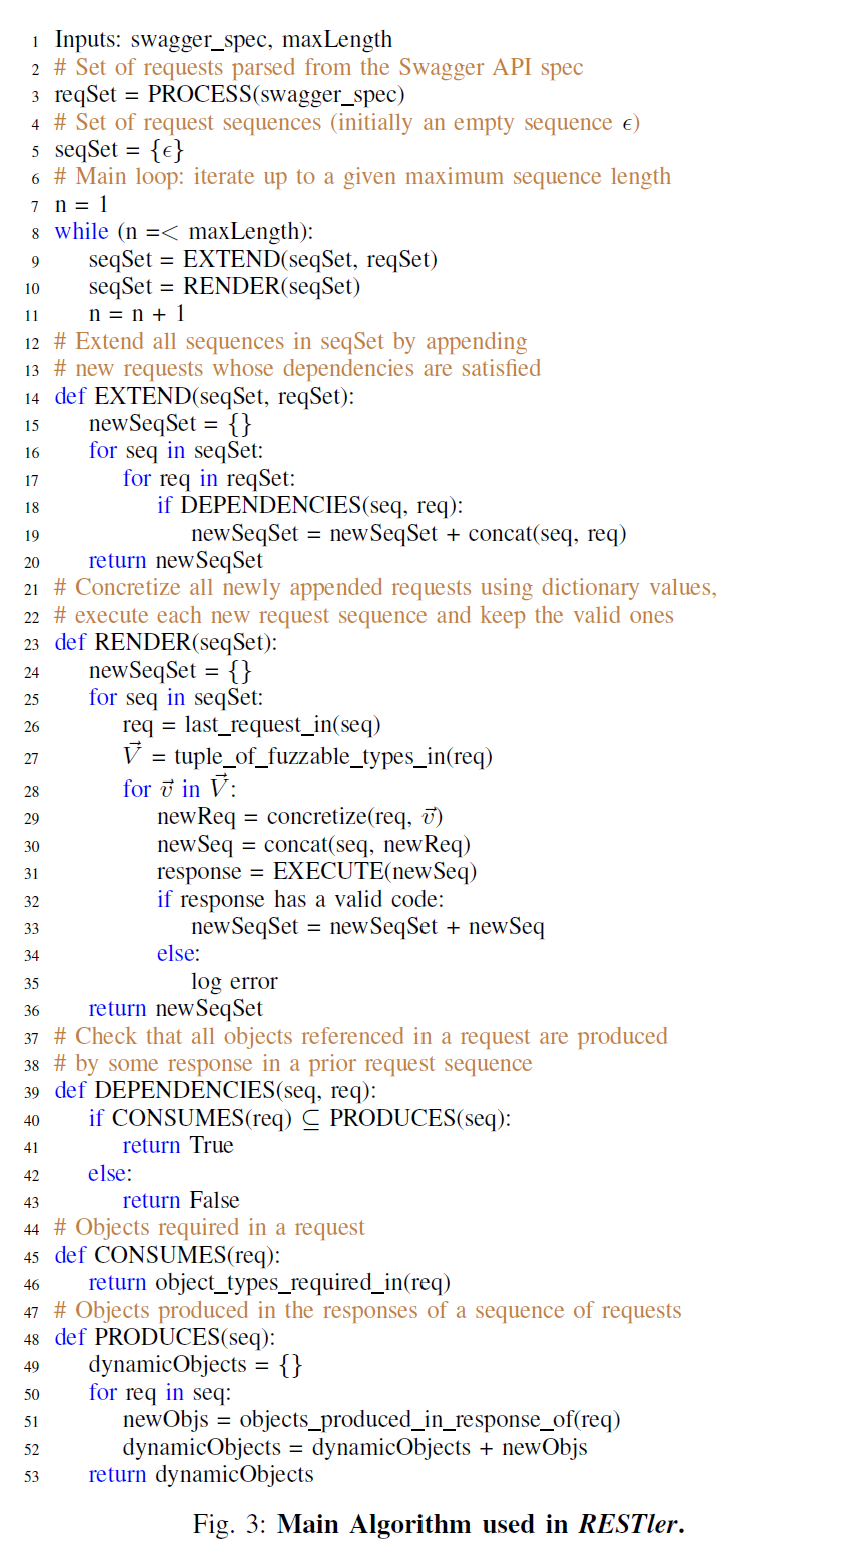 1 Inputs: swagger_spec, maxLength
2 # Set of requests parsed from the Swagger API spec
3 reqSet = PROCESS(swagger_spec)
4 # Set of request sequences (initially an empty sequence ϵ)
5 seqSet = {ϵ}
6 # Main loop: iterate up to a given maximum sequence length
7 n = 1
8 while (n =< maxLength):
9 seqSet = EXTEND(seqSet, reqSet)
10 seqSet = RENDER(seqSet)
11 n = n + 1
12 # Extend all sequences in seqSet by appending
13 # new requests whose dependencies are satisfied
14 def EXTEND(seqSet, reqSet):
15 newSeqSet = {}
16 for seq in seqSet:
17 for req in reqSet:
18 if DEPENDENCIES(seq, req):
19 newSeqSet = newSeqSet + concat(seq, req)
20 return newSeqSet
21 # Concretize all newly appended requests using dictionary values,
22 # execute each new request sequence and keep the valid ones
23 def RENDER(seqSet):
24 newSeqSet = {}
25 for seq in seqSet:
26 req = last_request_in(seq)
27 V⃗ = tuple_of_fuzzable_types_in(req)
28 for v⃗ in V⃗:
29 newReq = concretize(req, v⃗)
30 newSeq = concat(seq, newReq)
31 response = EXECUTE(newSeq)
32 if response has a valid code:
33 newSeqSet = newSeqSet + newSeq
34 else:
35 log error
36 return newSeqSet
37 # Check that all objects referenced in a request are produced
38 # by some response in a prior request sequence
39 def DEPENDENCIES(seq, req):
40 if CONSUMES(req) ⊆ PRODUCES(seq):
41 return True
42 else:
43 return False
44 # Objects required in a request
45 def CONSUMES(req):
46 return object_types_required_in(req)
47 # Objects produced in the responses of a sequence of requests
48 def PRODUCES(seq):
49 dynamicObjects = {}
50 for req in seq:
51 newObjs = objects_produced_in_response_of(req)
52 dynamicObjects = dynamicObjects + newObjs
53 return dynamicObjects
Fig. 3: Main Algorithm used in RESTler.